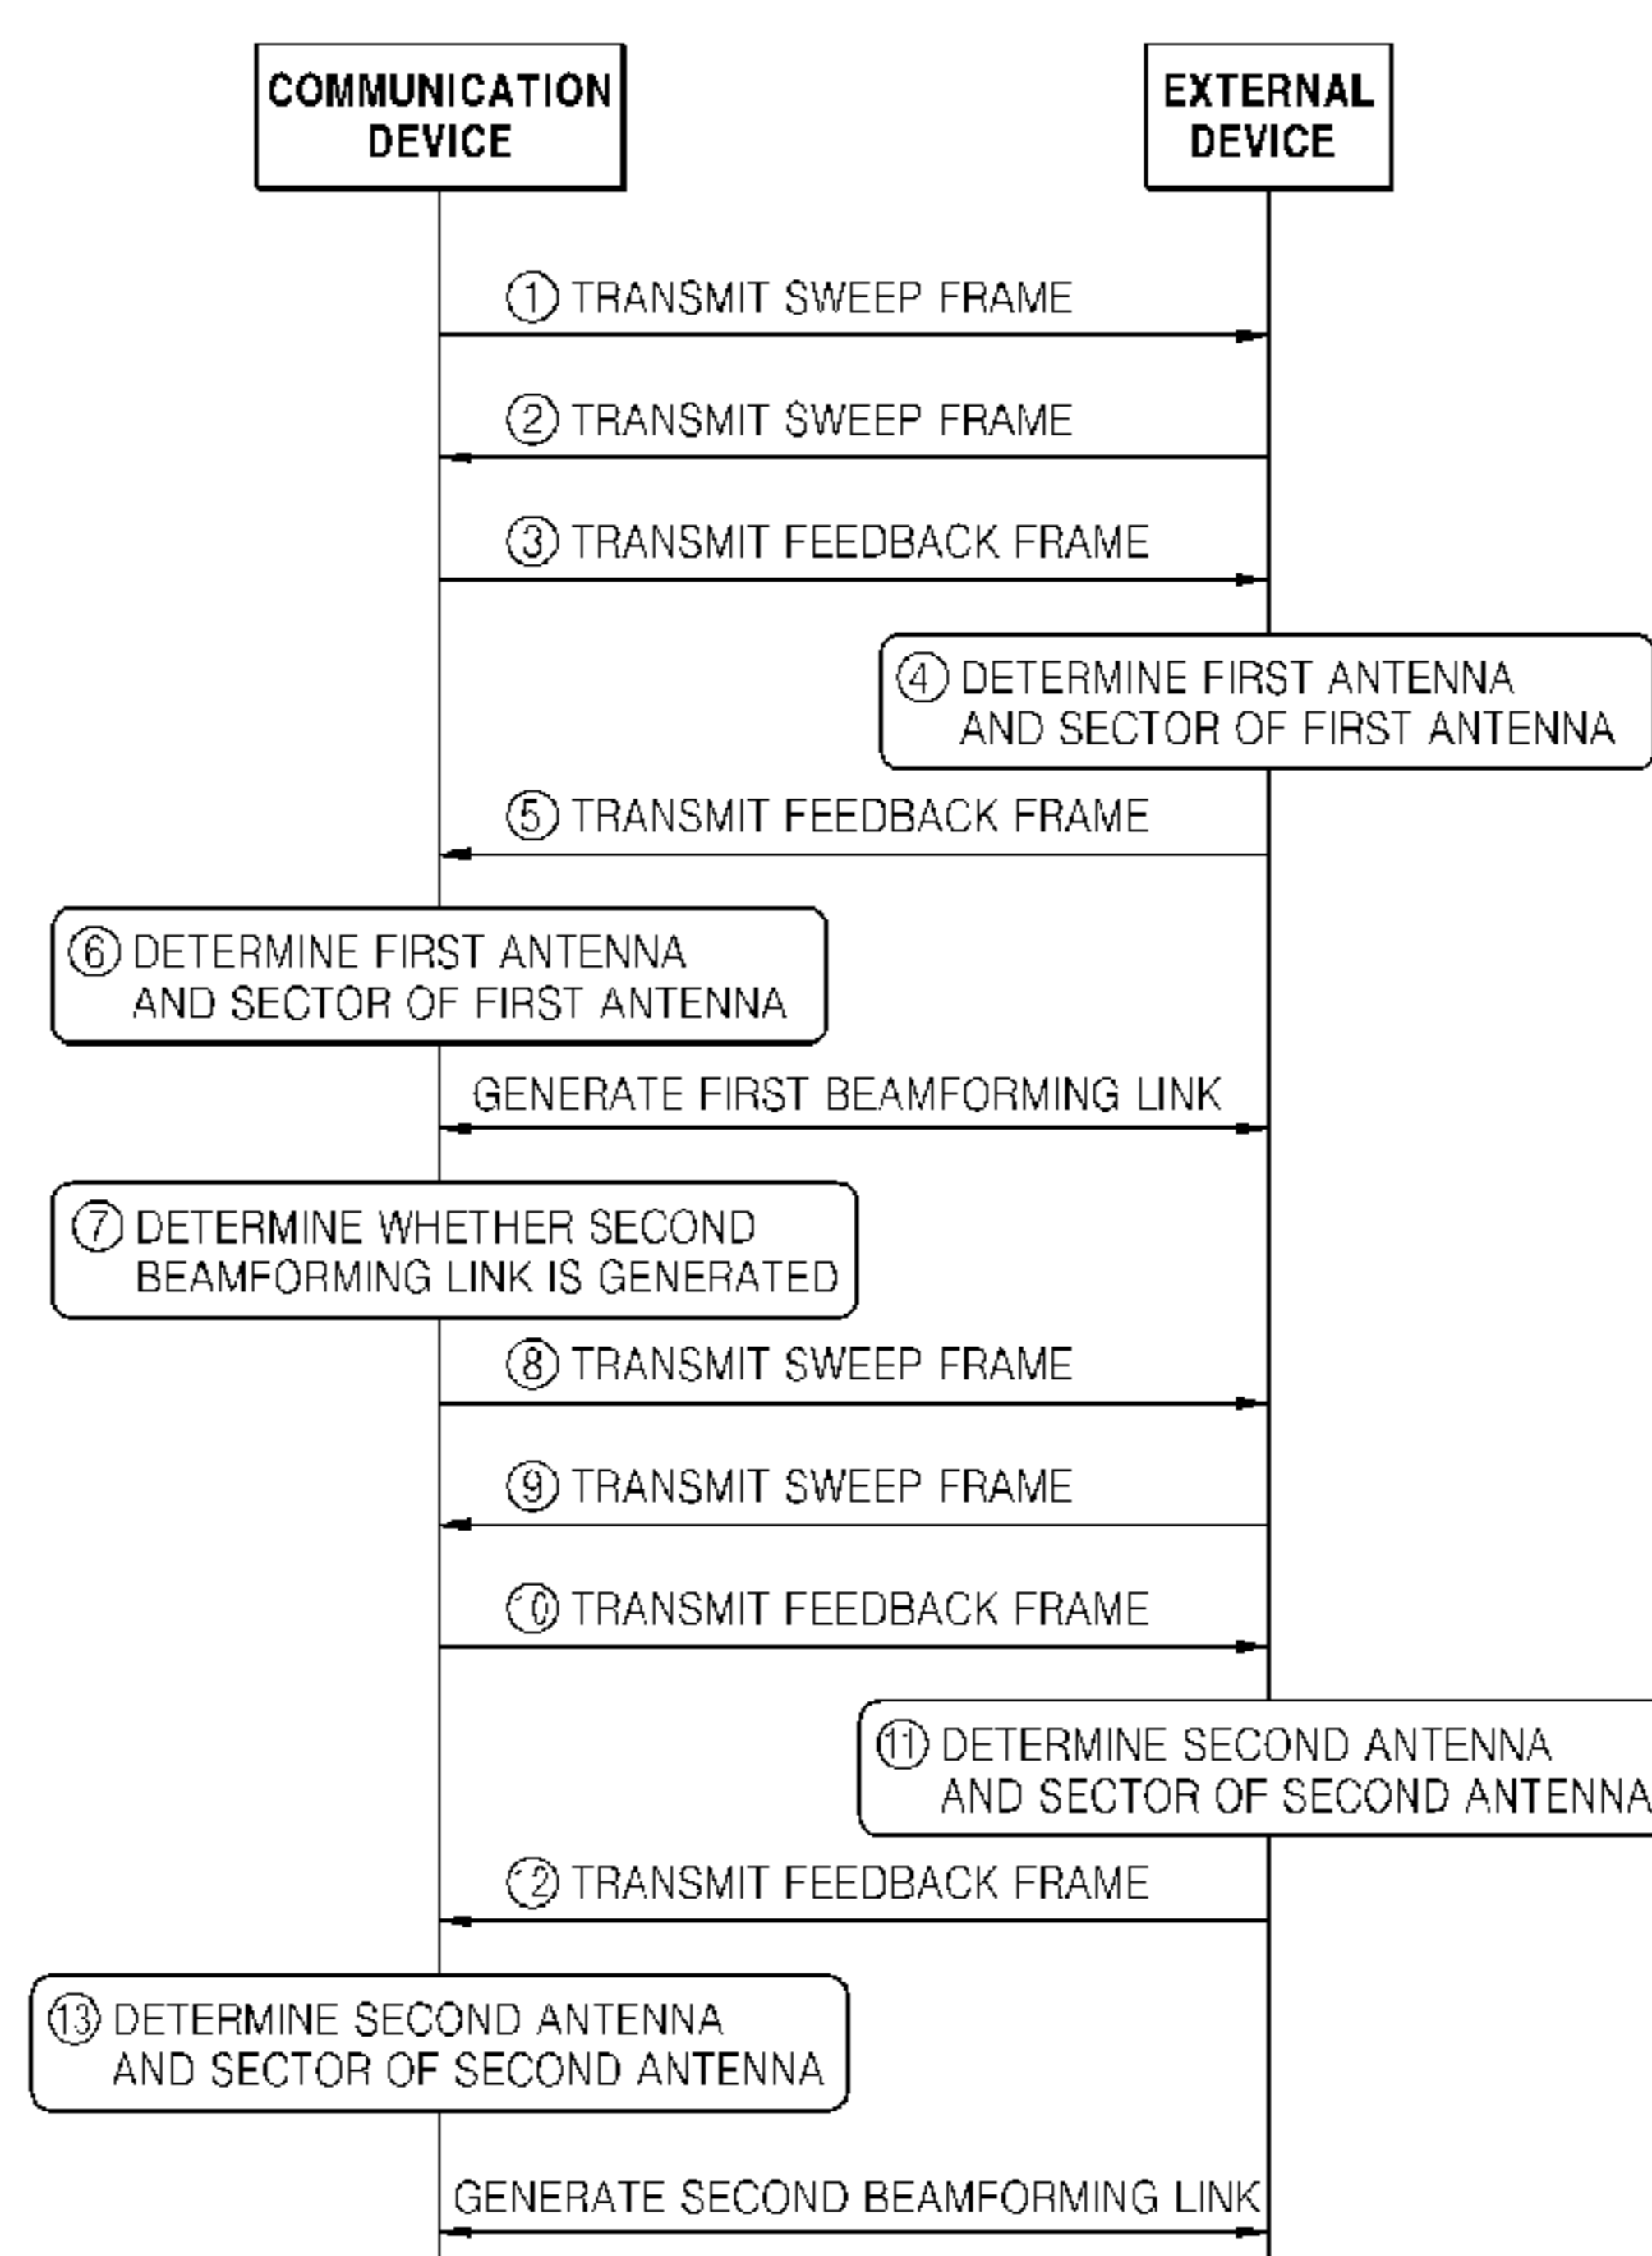 COMMUNICATION
DEVICE
EXTERNAL
DEVICE
① TRANSMIT SWEEP FRAME
② TRANSMIT SWEEP FRAME
③ TRANSMIT FEEDBACK FRAME
④ DETERMINE FIRST ANTENNA
AND SECTOR OF FIRST ANTENNA
⑤ TRANSMIT FEEDBACK FRAME
⑥ DETERMINE FIRST ANTENNA
AND SECTOR OF FIRST ANTENNA
GENERATE FIRST BEAMFORMING LINK
⑦ DETERMINE WHETHER SECOND
BEAMFORMING LINK IS GENERATED
⑧ TRANSMIT SWEEP FRAME
⑨ TRANSMIT SWEEP FRAME
⑩ TRANSMIT FEEDBACK FRAME
⑪ DETERMINE SECOND ANTENNA
AND SECTOR OF SECOND ANTENNA
⑫ TRANSMIT FEEDBACK FRAME
⑬ DETERMINE SECOND ANTENNA
AND SECTOR OF SECOND ANTENNA
GENERATE SECOND BEAMFORMING LINK